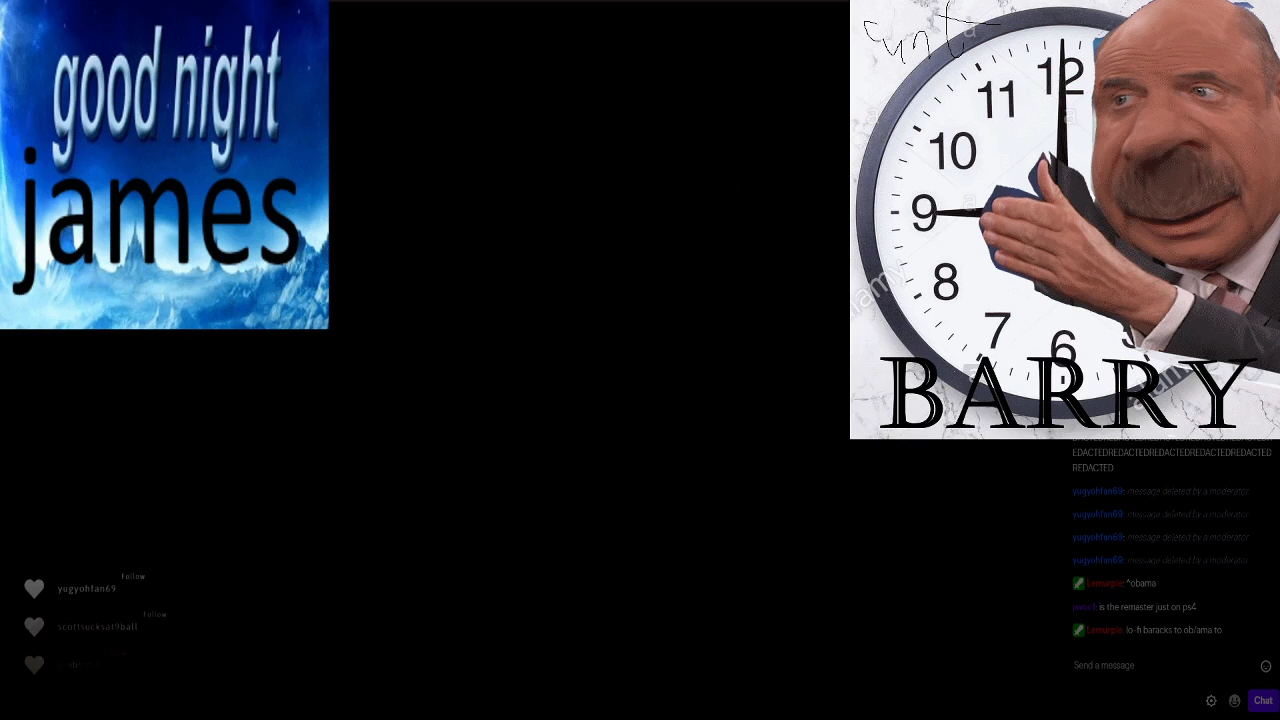 good night
james
12
11
10
9
8
7
6
BARRY
EDACTEDREDACTEDREDACTEDREDACTEDREDACTED
REDACTED
yugyohfan69: message deleted by a moderator
yugyohfan69: message deleted by a moderator
yugyohfan69: message deleted by a moderator
yugyohfan69: message deleted by a moderator
Follow
yugyohfan69
Lemurple: ^obama
is the remaster just on ps4
Follow
scottsucksat9ball
Lemurple: lo-fi baracks to ob/ama to
Send a message
Chat